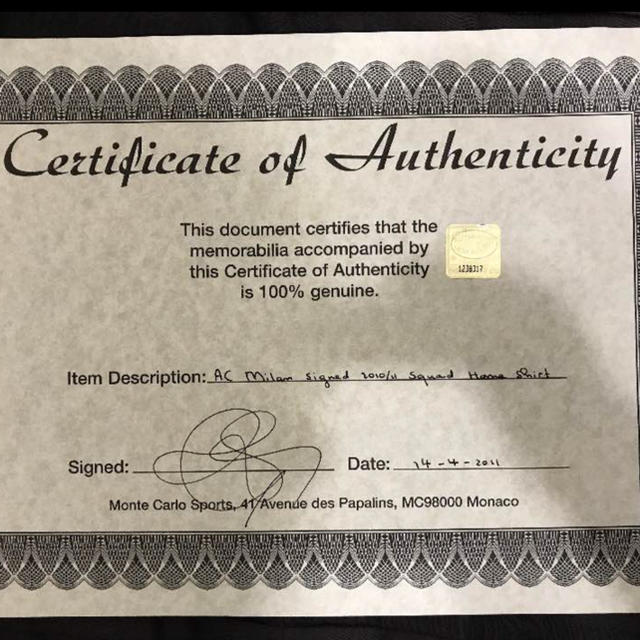 Certificate of Authenticity
This document certifies that the
memorabilia accompanied by
this Certificate of Authenticity
is 100% genuine.
1238317
Item Description: AC Milan signed 2010/11 Squad Home Shirt
Signed:
Date: 14-4-2011
Monte Carlo Sports, 41 Avenue des Papalins, MC98000 Monaco